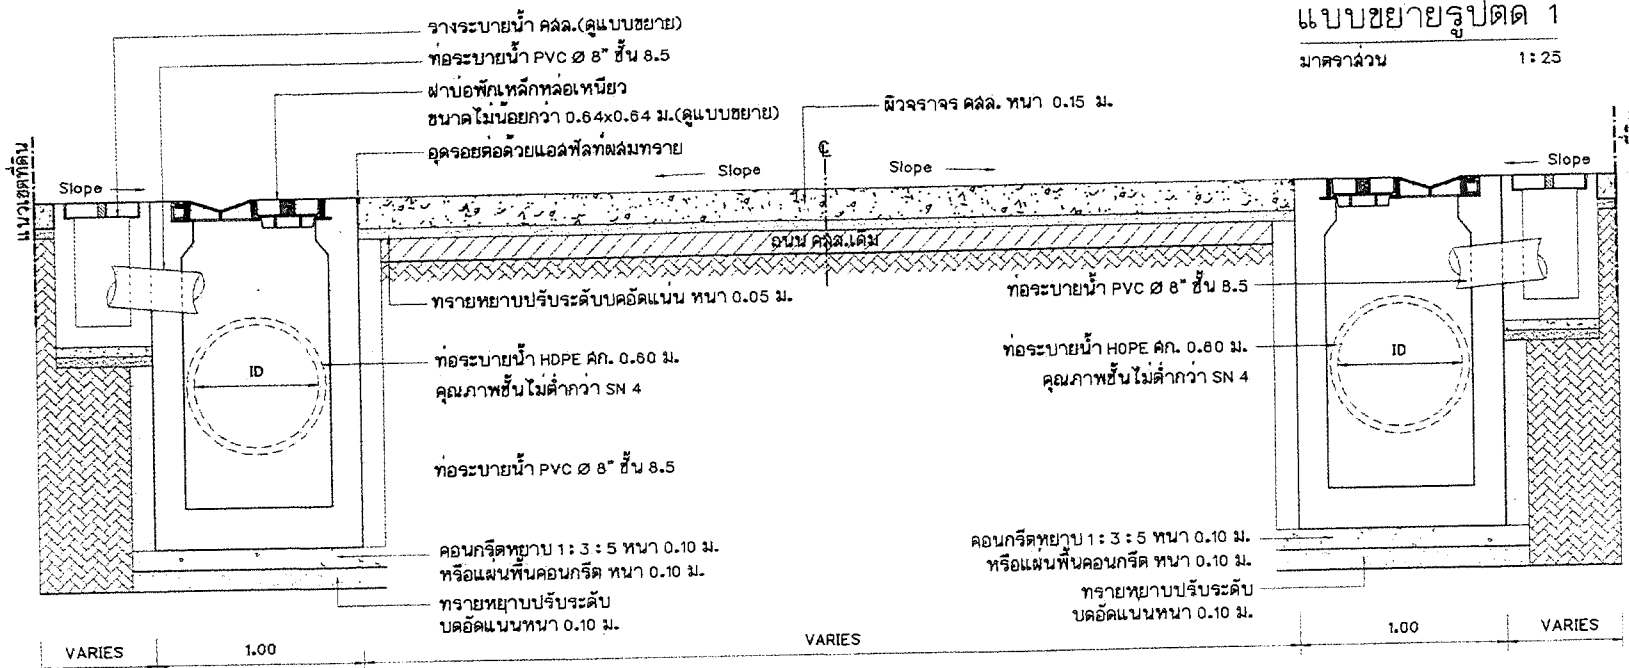 แบบขยายรูปตัด 1
มาตราส่วน 1:25
รางระบายน้ำ คสล.(ดูแบบขยาย)
ท่อระบายน้ำ PVC Ø 8" ชั้น 8.5
ฝาบ่อพักเหล็กหล่อเหนียว
ขนาดไม่น้อยกว่า 0.64x0.64 ม.(ดูแบบขยาย)
อุดรอยต่อด้วยแอสฟัลท์ผสมทราย
ผิวจราจร คสล. หนา 0.15 ม.
แนวเขตที่ดิน
Slope
Slope
Slope
Slope
ถนน คสล.เดิม
ทรายหยาบปรับระดับบดอัดแน่น หนา 0.05 ม.
ท่อระบายน้ำ PVC Ø 8" ชั้น 8.5
ท่อระบายน้ำ HDPE ศก. 0.60 ม.
คุณภาพชั้นไม่ต่ำกว่า SN 4
ท่อระบายน้ำ HDPE ศก. 0.60 ม.
คุณภาพชั้นไม่ต่ำกว่า SN 4
ID
ID
ท่อระบายน้ำ PVC Ø 8" ชั้น 8.5
คอนกรีตหยาบ 1 : 3 : 5 หนา 0.10 ม.
หรือแผ่นพื้นคอนกรีต หนา 0.10 ม.
ทรายหยาบปรับระดับ
บดอัดแนนหนา 0.10 ม.
คอนกรีตหยาบ 1 : 3 : 5 หนา 0.10 ม.
หรือแผ่นพื้นคอนกรีต หนา 0.10 ม.
ทรายหยาบปรับระดับ
บดอัดแนนหนา 0.10 ม.
VARIES 1.00 VARIES 1.00 VARIES